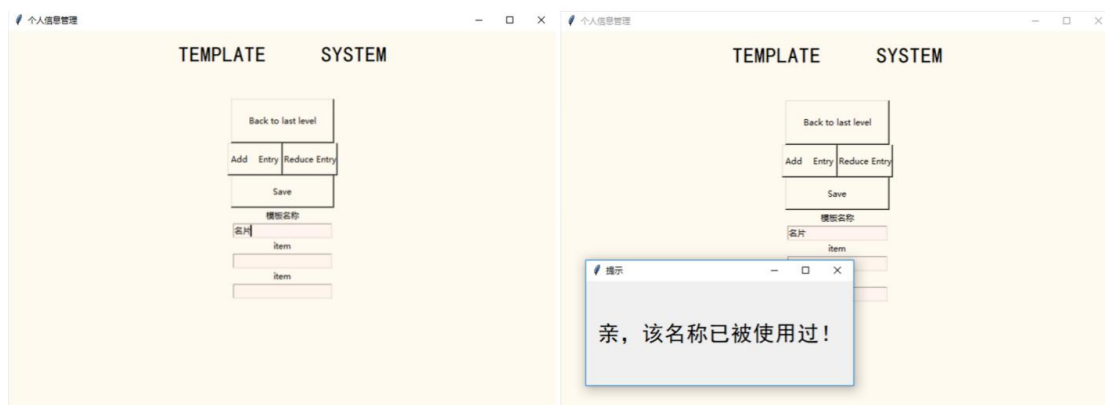 个人信息管理
TEMPLATE SYSTEM
Back to last level
Add Entry Reduce Entry
Save
模板名称
名片
item
item
个人信息管理
TEMPLATE SYSTEM
Back to last level
Add Entry Reduce Entry
Save
模板名称
名片
item
提示
亲，该名称已被使用过！